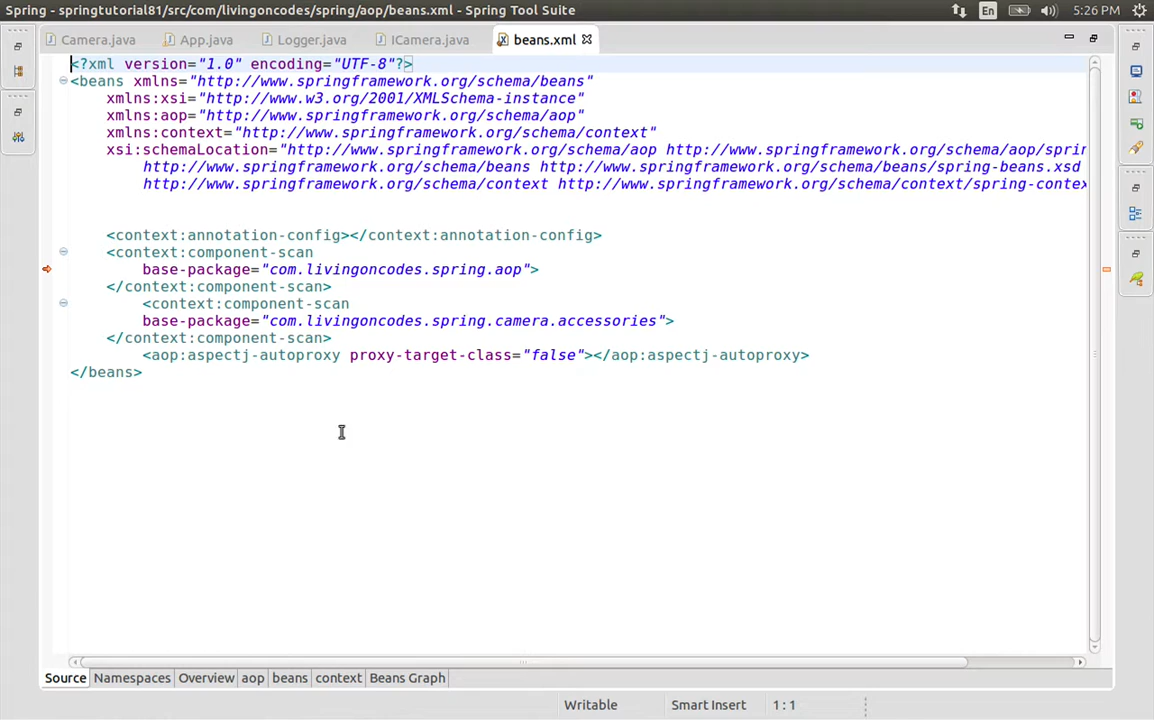 Spring - springtutorial81/src/com/livingoncodes/spring/aop/beans.xml - Spring Tool Suite
En
5:26 PM
Camera.java
App.java
Logger.java
ICamera.java
beans.xml
<?xml version="1.0" encoding="UTF-8"?>
<beans xmlns="http://www.springframework.org/schema/beans"
xmlns:xsi="http://www.w3.org/2001/XMLSchema-instance"
xmlns:aop="http://www.springframework.org/schema/aop"
xmlns:context="http://www.springframework.org/schema/context"
xsi:schemaLocation="http://www.springframework.org/schema/aop http://www.springframework.org/schema/aop/sprin
http://www.springframework.org/schema/beans http://www.springframework.org/schema/beans/spring-beans.xsd
http://www.springframework.org/schema/context http://www.springframework.org/schema/context/spring-contex
<context:annotation-config></context:annotation-config>
<context:component-scan
base-package="com.livingoncodes.spring.aop">
</context:component-scan>
<context:component-scan
base-package="com.livingoncodes.spring.camera.accessories">
</context:component-scan>
<aop:aspectj-autoproxy proxy-target-class="false"></aop:aspectj-autoproxy>
</beans>
Source
Namespaces
Overview
aop
beans
context
Beans Graph
Writable
Smart Insert
1 : 1